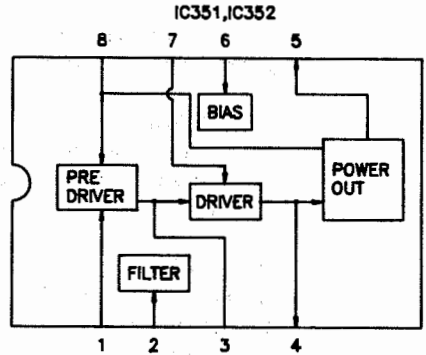 IC351,IC352
8 7 6 5
BIAS
PRE
DRIVER
DRIVER
POWER
OUT
FILTER
1 2 3 4